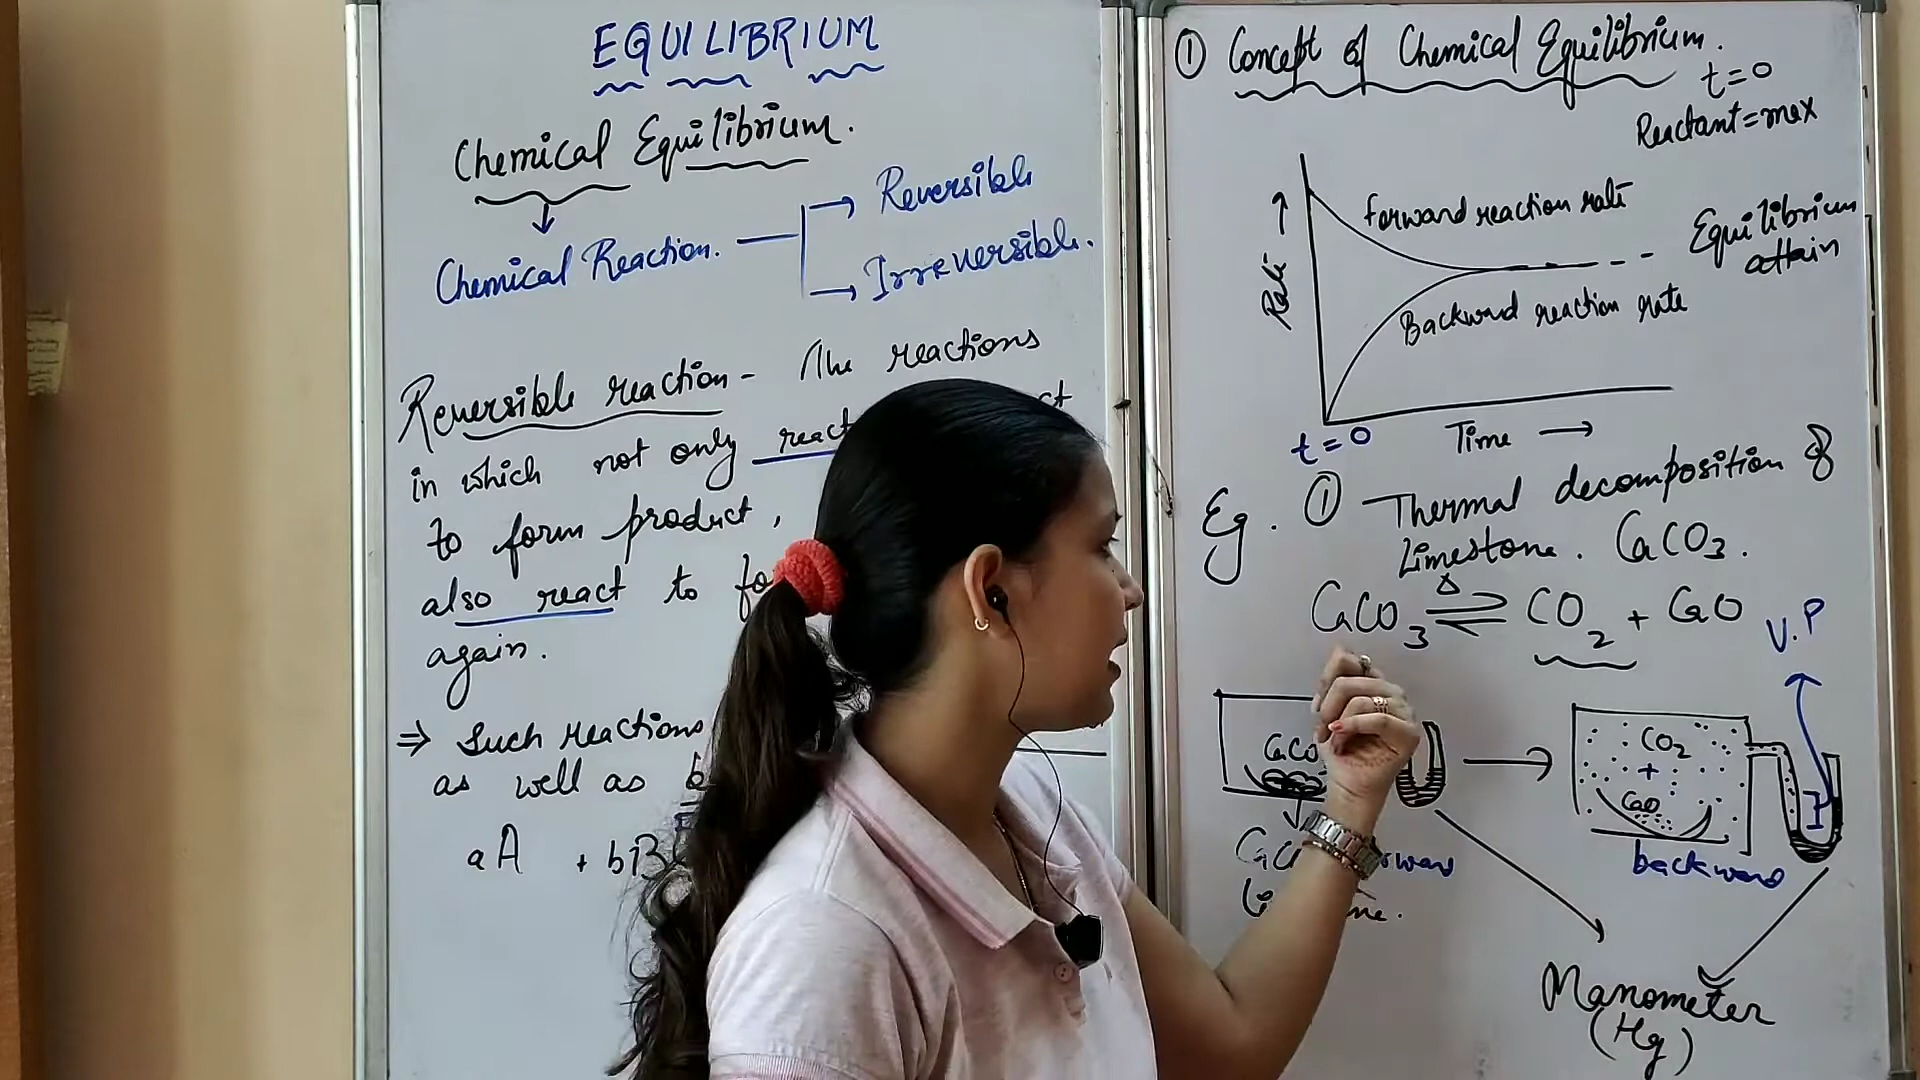 EQUILIBRIUM
Chemical Equilibrium.
Chemical Reaction.
Reversible
Irreversible.
Reversible reaction - The reactions
in which not only
to form product,
also react to
again.
⇒ Such reactions
as well as
aA + bB
① Concept of Chemical Equilibrium.
t=0
Reactant=max
Rate →
forward reaction rate
Equilibrium
attain
Backward reaction rate
t=0 Time →
Eg. ① Thermal decomposition of
Limestone. CaCO3.
Δ
CaCO3 ⇌ CO2 + CaO
V.P
CO2
+
CaO
backward
Manometer
(Hg)